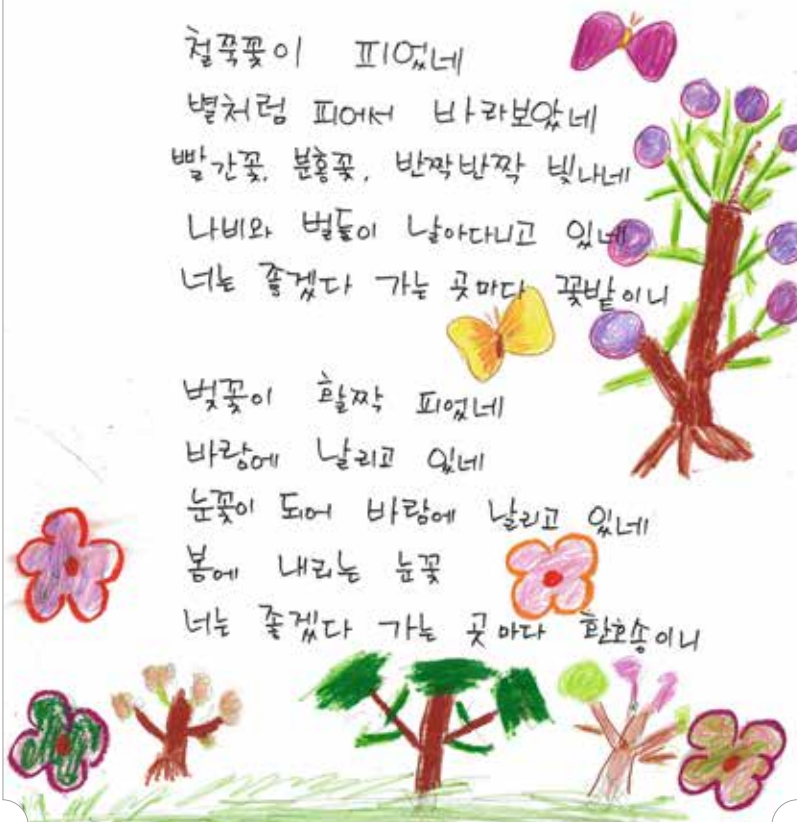 철쭉꽃이 피었네
별처럼 피어서 바라보았네
빨간꽃, 분홍꽃, 반짝반짝 빛나네
나비와 벌들이 날아다니고 있네
너는 좋겠다 가는 곳마다 꽃밭이니
벚꽃이 활짝 피었네
바람에 날리고 있네
눈꽃이 되어 바람에 날리고 있네
봄에 내리는 눈꽃
너는 좋겠다 가는 곳마다 환호송이니